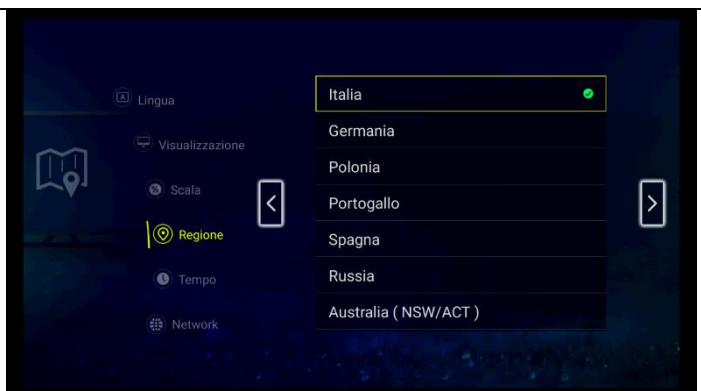 Lingua
Visualizzazione
Scala
Regione
Tempo
Network
Italia
Germania
Polonia
Portogallo
Spagna
Russia
Australia ( NSW/ACT )